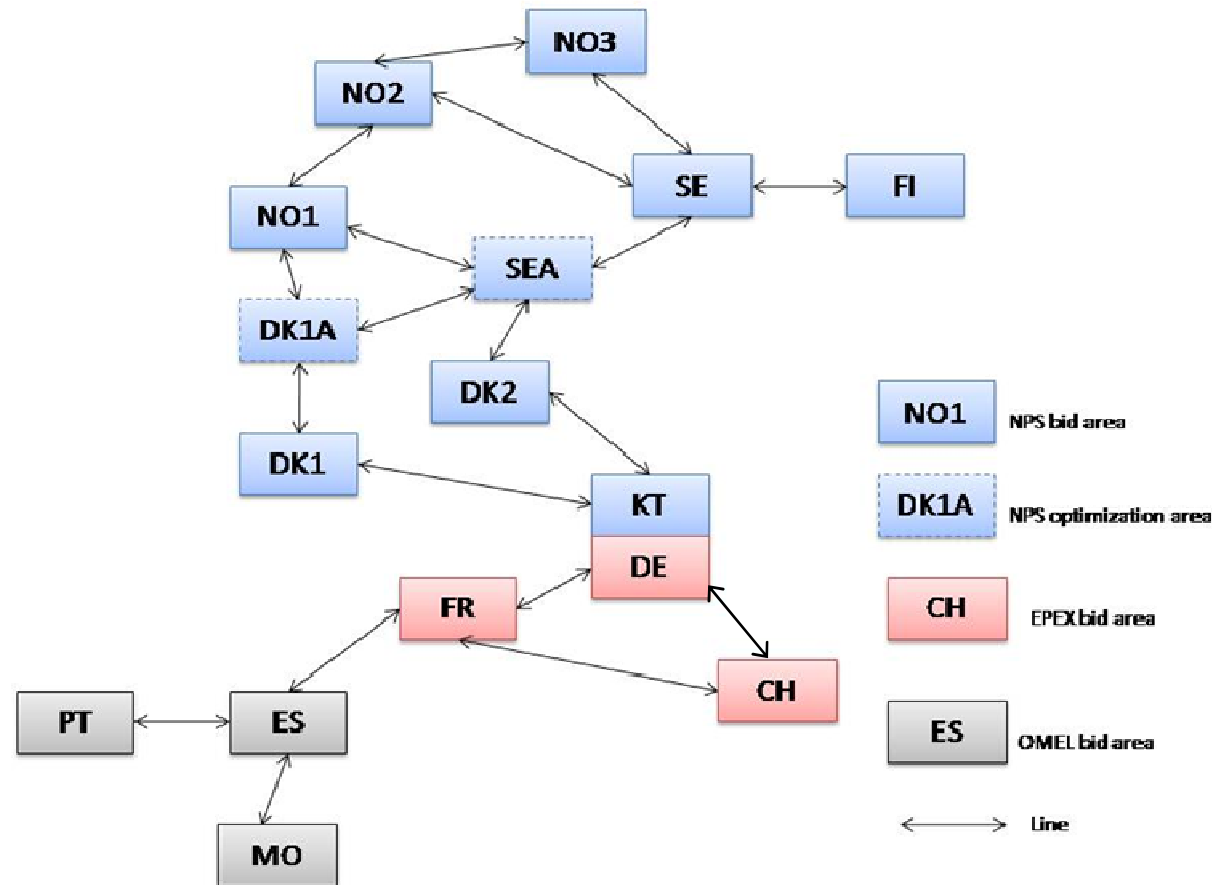 NO3
NO2
SE
FI
NO1
SEA
DK1A
DK2
DK1
KT
DE
FR
CH
PT
ES
MO
NO1 NPS bid area
DK1A NPS optimization area
CH EPEX bid area
ES OMEL bid area
Line